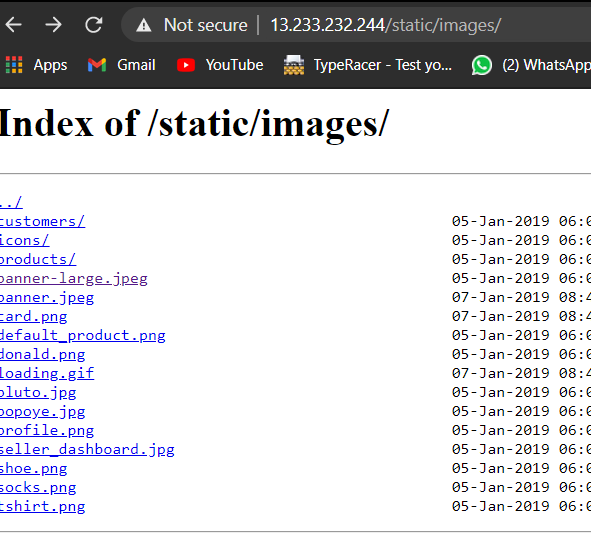 Not secure | 13.233.232.244/static/images/
Apps Gmail YouTube TypeRacer - Test yo... (2) WhatsApp
Index of /static/images/
../
customers/ 05-Jan-2019 06:0
icons/ 05-Jan-2019 06:0
products/ 05-Jan-2019 06:0
banner-large.jpeg 05-Jan-2019 06:0
banner.jpeg 07-Jan-2019 08:4
card.png 07-Jan-2019 08:4
default_product.png 05-Jan-2019 06:0
donald.png 05-Jan-2019 06:0
loading.gif 07-Jan-2019 08:4
pluto.jpg 05-Jan-2019 06:0
popoye.jpg 05-Jan-2019 06:0
profile.png 05-Jan-2019 06:0
seller_dashboard.jpg 05-Jan-2019 06:0
shoe.png 05-Jan-2019 06:0
socks.png 05-Jan-2019 06:0
tshirt.png 05-Jan-2019 06:0